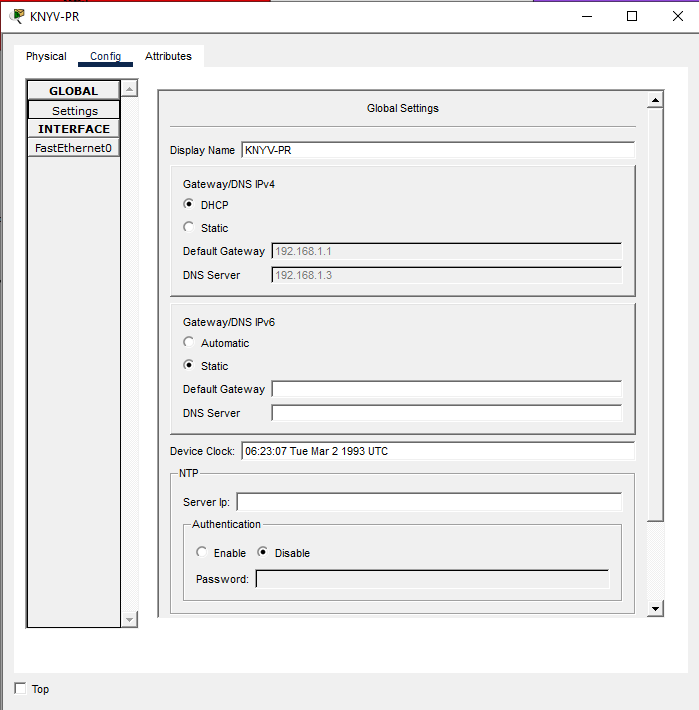 KNYV-PR
Physical Config Attributes
GLOBAL
Settings
INTERFACE
FastEthernet0
Global Settings
Display Name KNYV-PR
Gateway/DNS IPv4
DHCP
Static
Default Gateway 192.168.1.1
DNS Server 192.168.1.3
Gateway/DNS IPv6
Automatic
Static
Default Gateway
DNS Server
Device Clock: 06:23:07 Tue Mar 2 1993 UTC
NTP
Server Ip:
Authentication
Enable Disable
Password:
Top